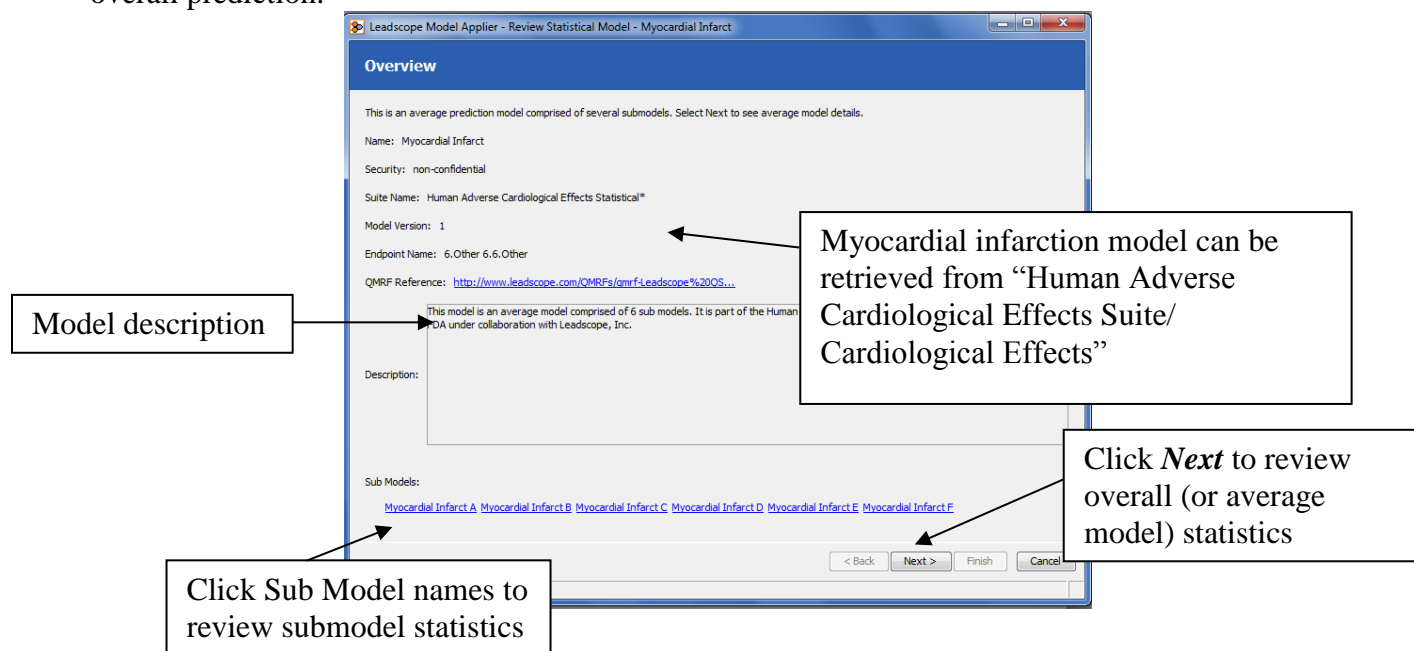 overall prediction.
Leadscope Model Applier - Review Statistical Model - Myocardial Infarct
Overview
This is an average prediction model comprised of several submodels. Select Next to see average model details.
Name: Myocardial Infarct
Security: non-confidential
Suite Name: Human Adverse Cardiological Effects Statistical*
Model Version: 1
Endpoint Name: 6.Other 6.6.Other
QMRF Reference: http://www.leadscope.com/QMRFs/qmrf-Leadscope%20QS...
This model is an average model comprised of 6 sub models. It is part of the Human
FDA under collaboration with Leadscope, Inc.
Description:
Sub Models:
Myocardial Infarct A Myocardial Infarct B Myocardial Infarct C Myocardial Infarct D Myocardial Infarct E Myocardial Infarct F
< Back Next > Finish Cancel
Model description
Myocardial infarction model can be
retrieved from “Human Adverse
Cardiological Effects Suite/
Cardiological Effects”
Click Next to review
overall (or average
model) statistics
Click Sub Model names to
review submodel statistics